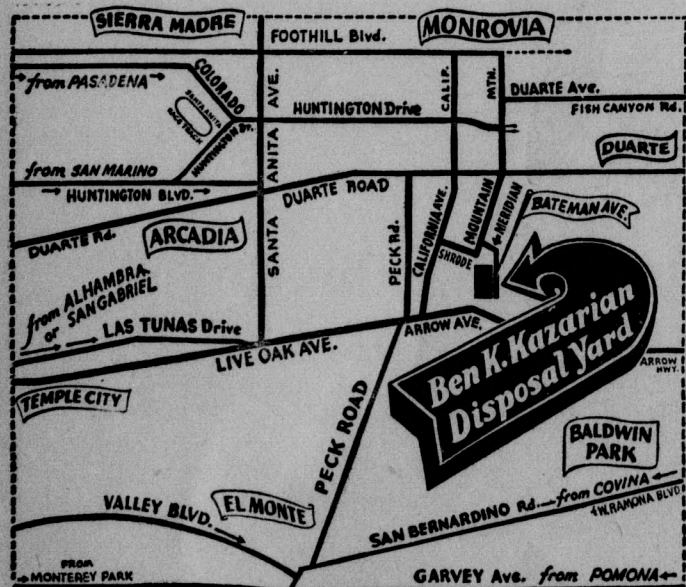 SIERRA MADRE
MONROVIA
FOOTHILL Blvd.
from PASADENA
COLORADO
SANTA ANITA
RACE TRACK
HUNTINGTON Dr.
SANTA ANITA AVE.
HUNTINGTON Drive
CALIF.
MTN.
DUARTE Ave.
FISH CANYON Rd.
DUARTE
from SAN MARINO
HUNTINGTON BLVD.
DUARTE ROAD
DUARTE Rd.
ARCADIA
PECK Rd.
CALIFORNIA AVE.
MOUNTAIN
MERIDIAN
BATEMAN AVE.
SHRODE
from ALHAMBRA
or SAN GABRIEL
LAS TUNAS Drive
LIVE OAK AVE.
ARROW AVE.
Ben K. Kazarian
Disposal Yard
ARROW
HWY.
TEMPLE CITY
PECK ROAD
BALDWIN
PARK
VALLEY BLVD.
EL MONTE
SAN BERNARDINO Rd.
from COVINA
W. RAMONA BLVD
FROM
MONTEREY PARK
GARVEY Ave. from POMONA